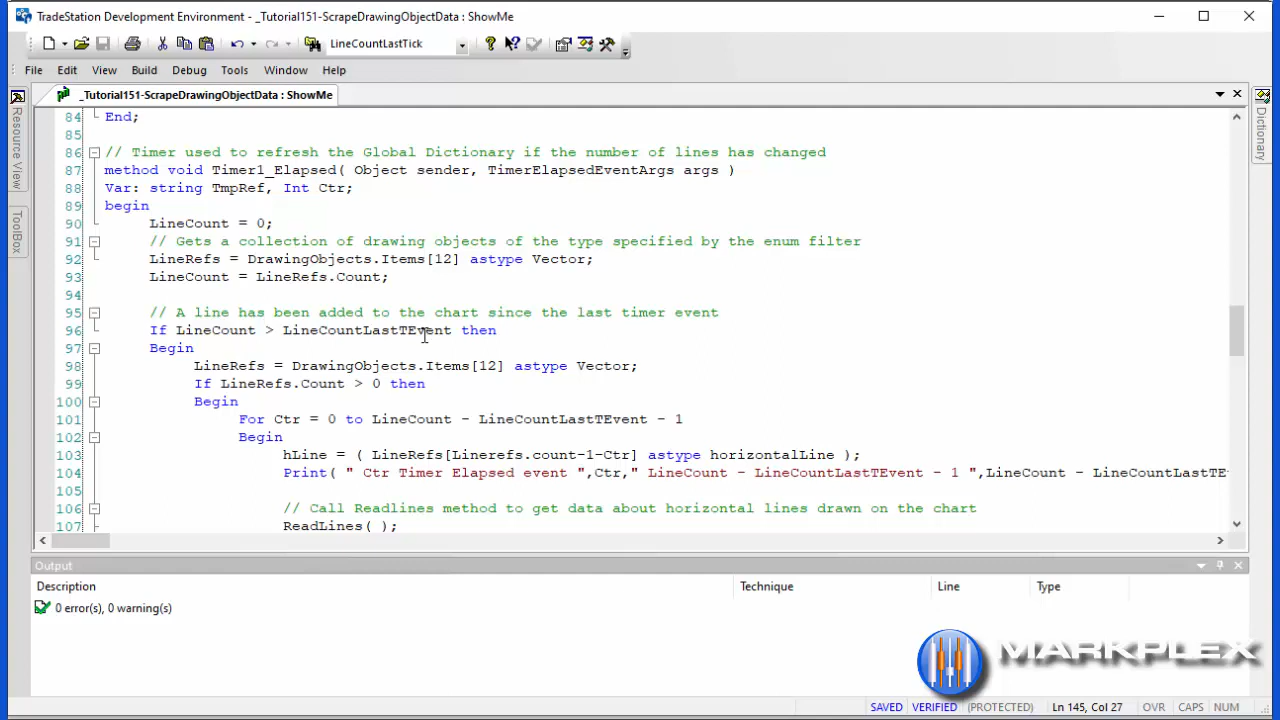 TradeStation Development Environment - _Tutorial151-ScrapeDrawingObjectData : ShowMe
LineCountLastTick
File Edit View Build Debug Tools Window Help
_Tutorial151-ScrapeDrawingObjectData : ShowMe
Resource View
ToolBox
Dictionary
84 End;
85
86 // Timer used to refresh the Global Dictionary if the number of lines has changed
87 method void Timer1_Elapsed( Object sender, TimerElapsedEventArgs args )
88 Var: string TmpRef, Int Ctr;
89 begin
90 LineCount = 0;
91 // Gets a collection of drawing objects of the type specified by the enum filter
92 LineRefs = DrawingObjects.Items[12] astype Vector;
93 LineCount = LineRefs.Count;
94
95 // A line has been added to the chart since the last timer event
96 If LineCount > LineCountLastTEvent then
97 Begin
98 LineRefs = DrawingObjects.Items[12] astype Vector;
99 If LineRefs.Count > 0 then
100 Begin
101 For Ctr = 0 to LineCount - LineCountLastTEvent - 1
102 Begin
103 hLine = ( LineRefs[Linerefs.count-1-Ctr] astype horizontalLine );
104 Print( " Ctr Timer Elapsed event ",Ctr," LineCount - LineCountLastTEvent - 1 ",LineCount - LineCountLastTE
105
106 // Call Readlines method to get data about horizontal lines drawn on the chart
107 ReadLines( );
Output
Description Technique Line Type
0 error(s), 0 warning(s)
MARKPLEX
SAVED VERIFIED (PROTECTED) Ln 145, Col 27 OVR CAPS NUM